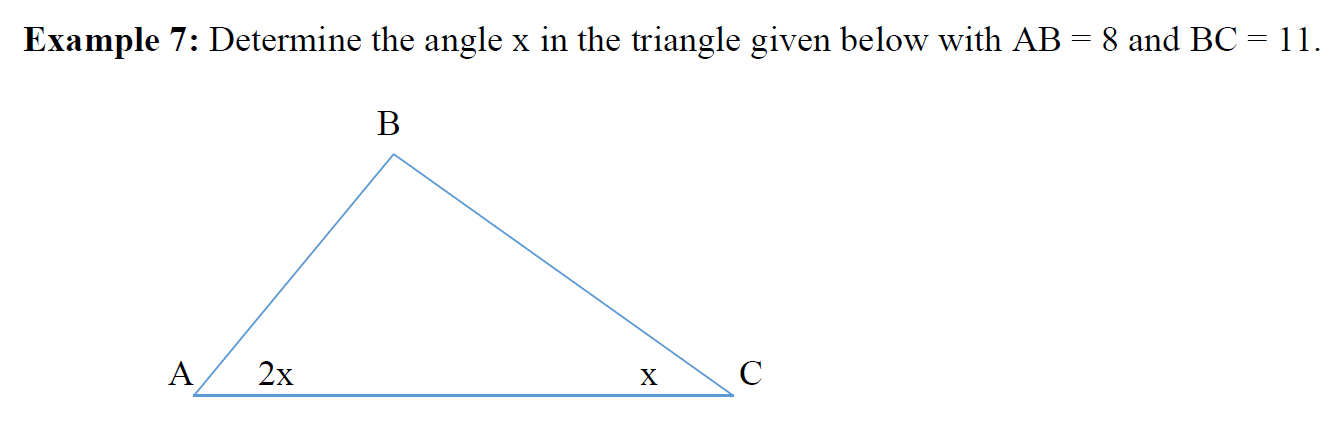 Example 7: Determine the angle x in the triangle given below with AB = 8 and BC = 11.
B
A 2x x C